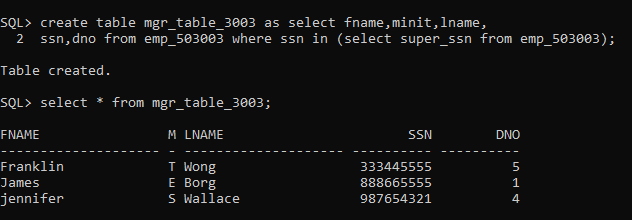 SQL> create table mgr_table_3003 as select fname,minit,lname,
  2  ssn,dno from emp_503003 where ssn in (select super_ssn from emp_503003);
Table created.
SQL> select * from mgr_table_3003;
FNAME                M LNAME                       SSN        DNO
-------------------- - -------------------- ---------- ----------
Franklin             T Wong                  333445555          5
James                E Borg                  888665555          1
jennifer             S Wallace               987654321          4